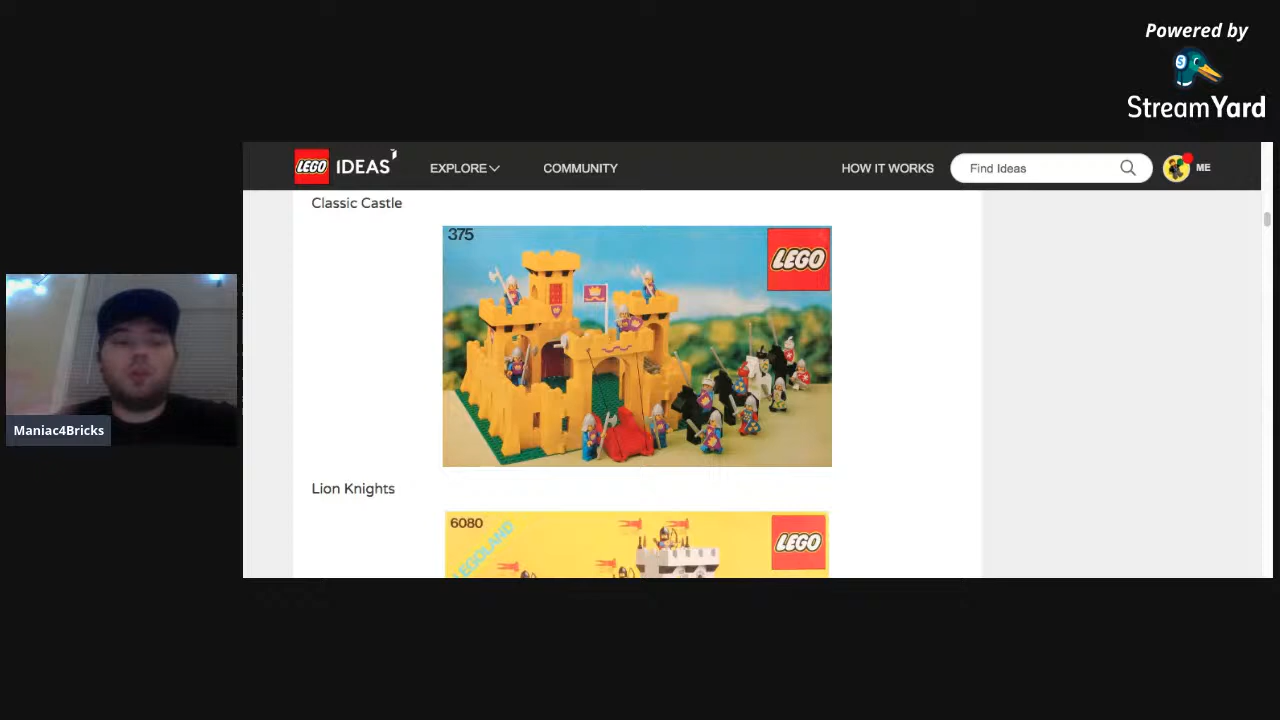 Powered by
StreamYard
LEGO IDEAS
EXPLORE
COMMUNITY
HOW IT WORKS
Find Ideas
ME
Classic Castle
375
LEGO
Maniac4Bricks
Lion Knights
6080
LEGOLAND
LEGO